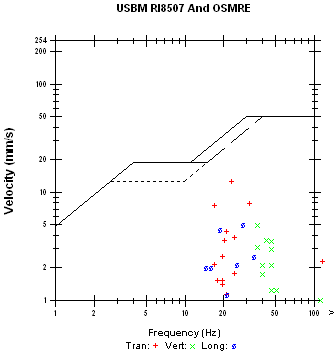 USBM RI8507 And OSMRE
254
200
100
50
20
10
5
2
1
Velocity (mm/s)
1 2 5 10 20 50 100 >
Frequency (Hz)
Tran: + Vert: x Long: ø